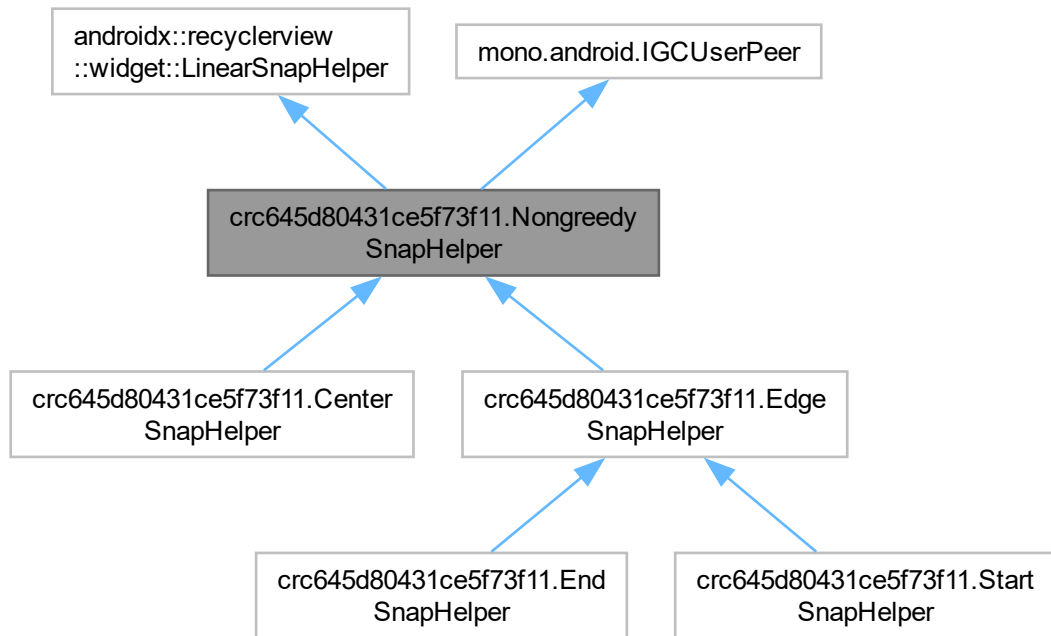 androidx::recyclerview
::widget::LinearSnapHelper
mono.android.IGCUserPeer
crc645d80431ce5f73f11.Nongreedy
SnapHelper
crc645d80431ce5f73f11.Center
SnapHelper
crc645d80431ce5f73f11.Edge
SnapHelper
crc645d80431ce5f73f11.End
SnapHelper
crc645d80431ce5f73f11.Start
SnapHelper